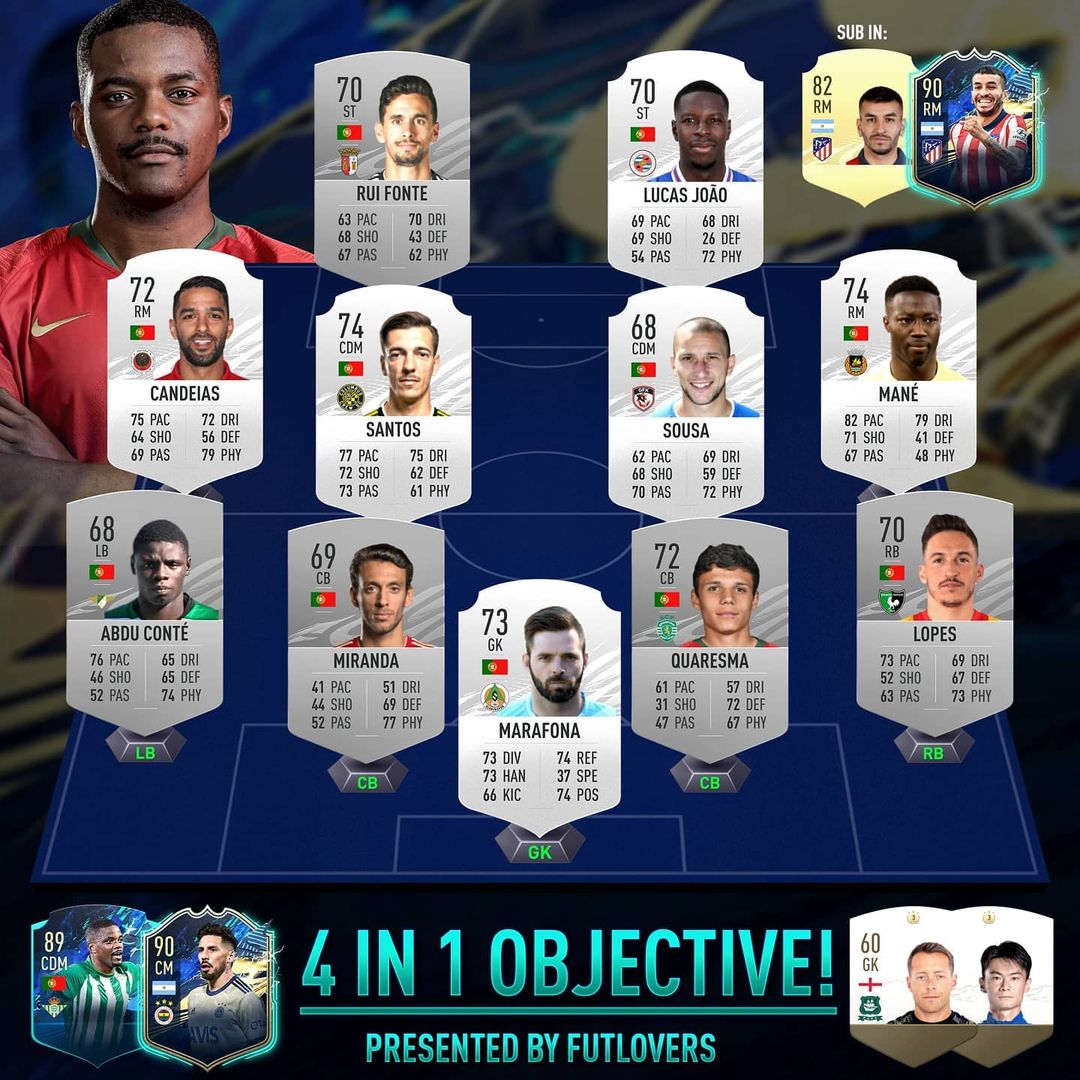 SUB IN:
82
RM
90
RM
70
ST
RUI FONTE
63 PAC 70 DRI
68 SHO 43 DEF
67 PAS 62 PHY
70
ST
LUCAS JOÃO
69 PAC 68 DRI
69 SHO 26 DEF
54 PAS 72 PHY
72
RM
CANDEIAS
75 PAC 72 DRI
64 SHO 56 DEF
69 PAS 79 PHY
74
CDM
SANTOS
77 PAC 75 DRI
72 SHO 62 DEF
73 PAS 61 PHY
68
CDM
SOUSA
62 PAC 69 DRI
68 SHO 59 DEF
70 PAS 72 PHY
74
RM
MANÉ
82 PAC 79 DRI
71 SHO 41 DEF
67 PAS 48 PHY
68
LB
ABDU CONTÉ
76 PAC 65 DRI
46 SHO 65 DEF
52 PAS 74 PHY
LB
69
CB
MIRANDA
41 PAC 51 DRI
44 SHO 69 DEF
52 PAS 77 PHY
CB
73
GK
MARAFONA
73 DIV 74 REF
73 HAN 37 SPE
66 KIC 74 POS
GK
72
CB
QUARESMA
61 PAC 57 DRI
31 SHO 72 DEF
47 PAS 67 PHY
CB
70
RB
LOPES
73 PAC 69 DRI
52 SHO 67 DEF
63 PAS 73 PHY
RB
89
CDM
90
CM
4 IN 1 OBJECTIVE!
PRESENTED BY FUTLOVERS
3
3
60
GK